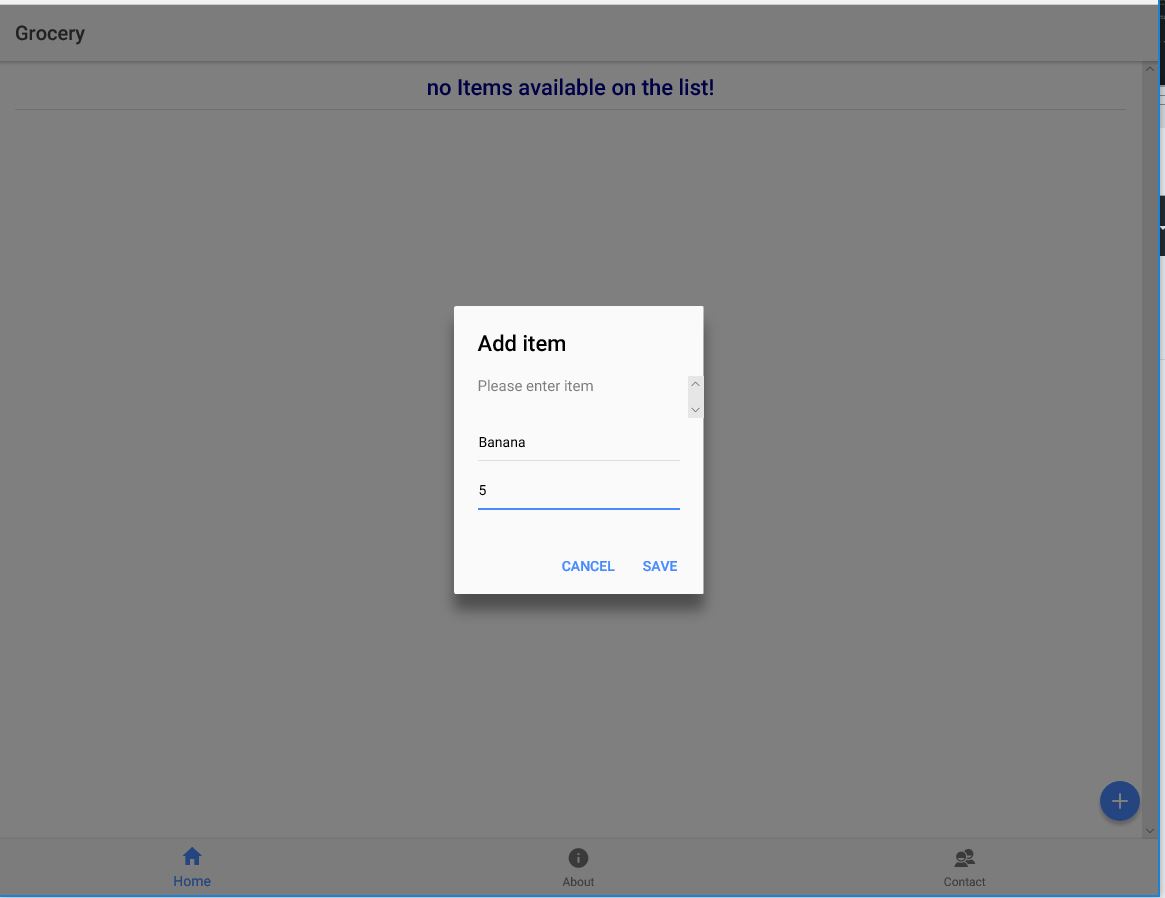 Grocery
no Items available on the list!
Add item
Please enter item
Banana
5
CANCEL SAVE
Home About Contact